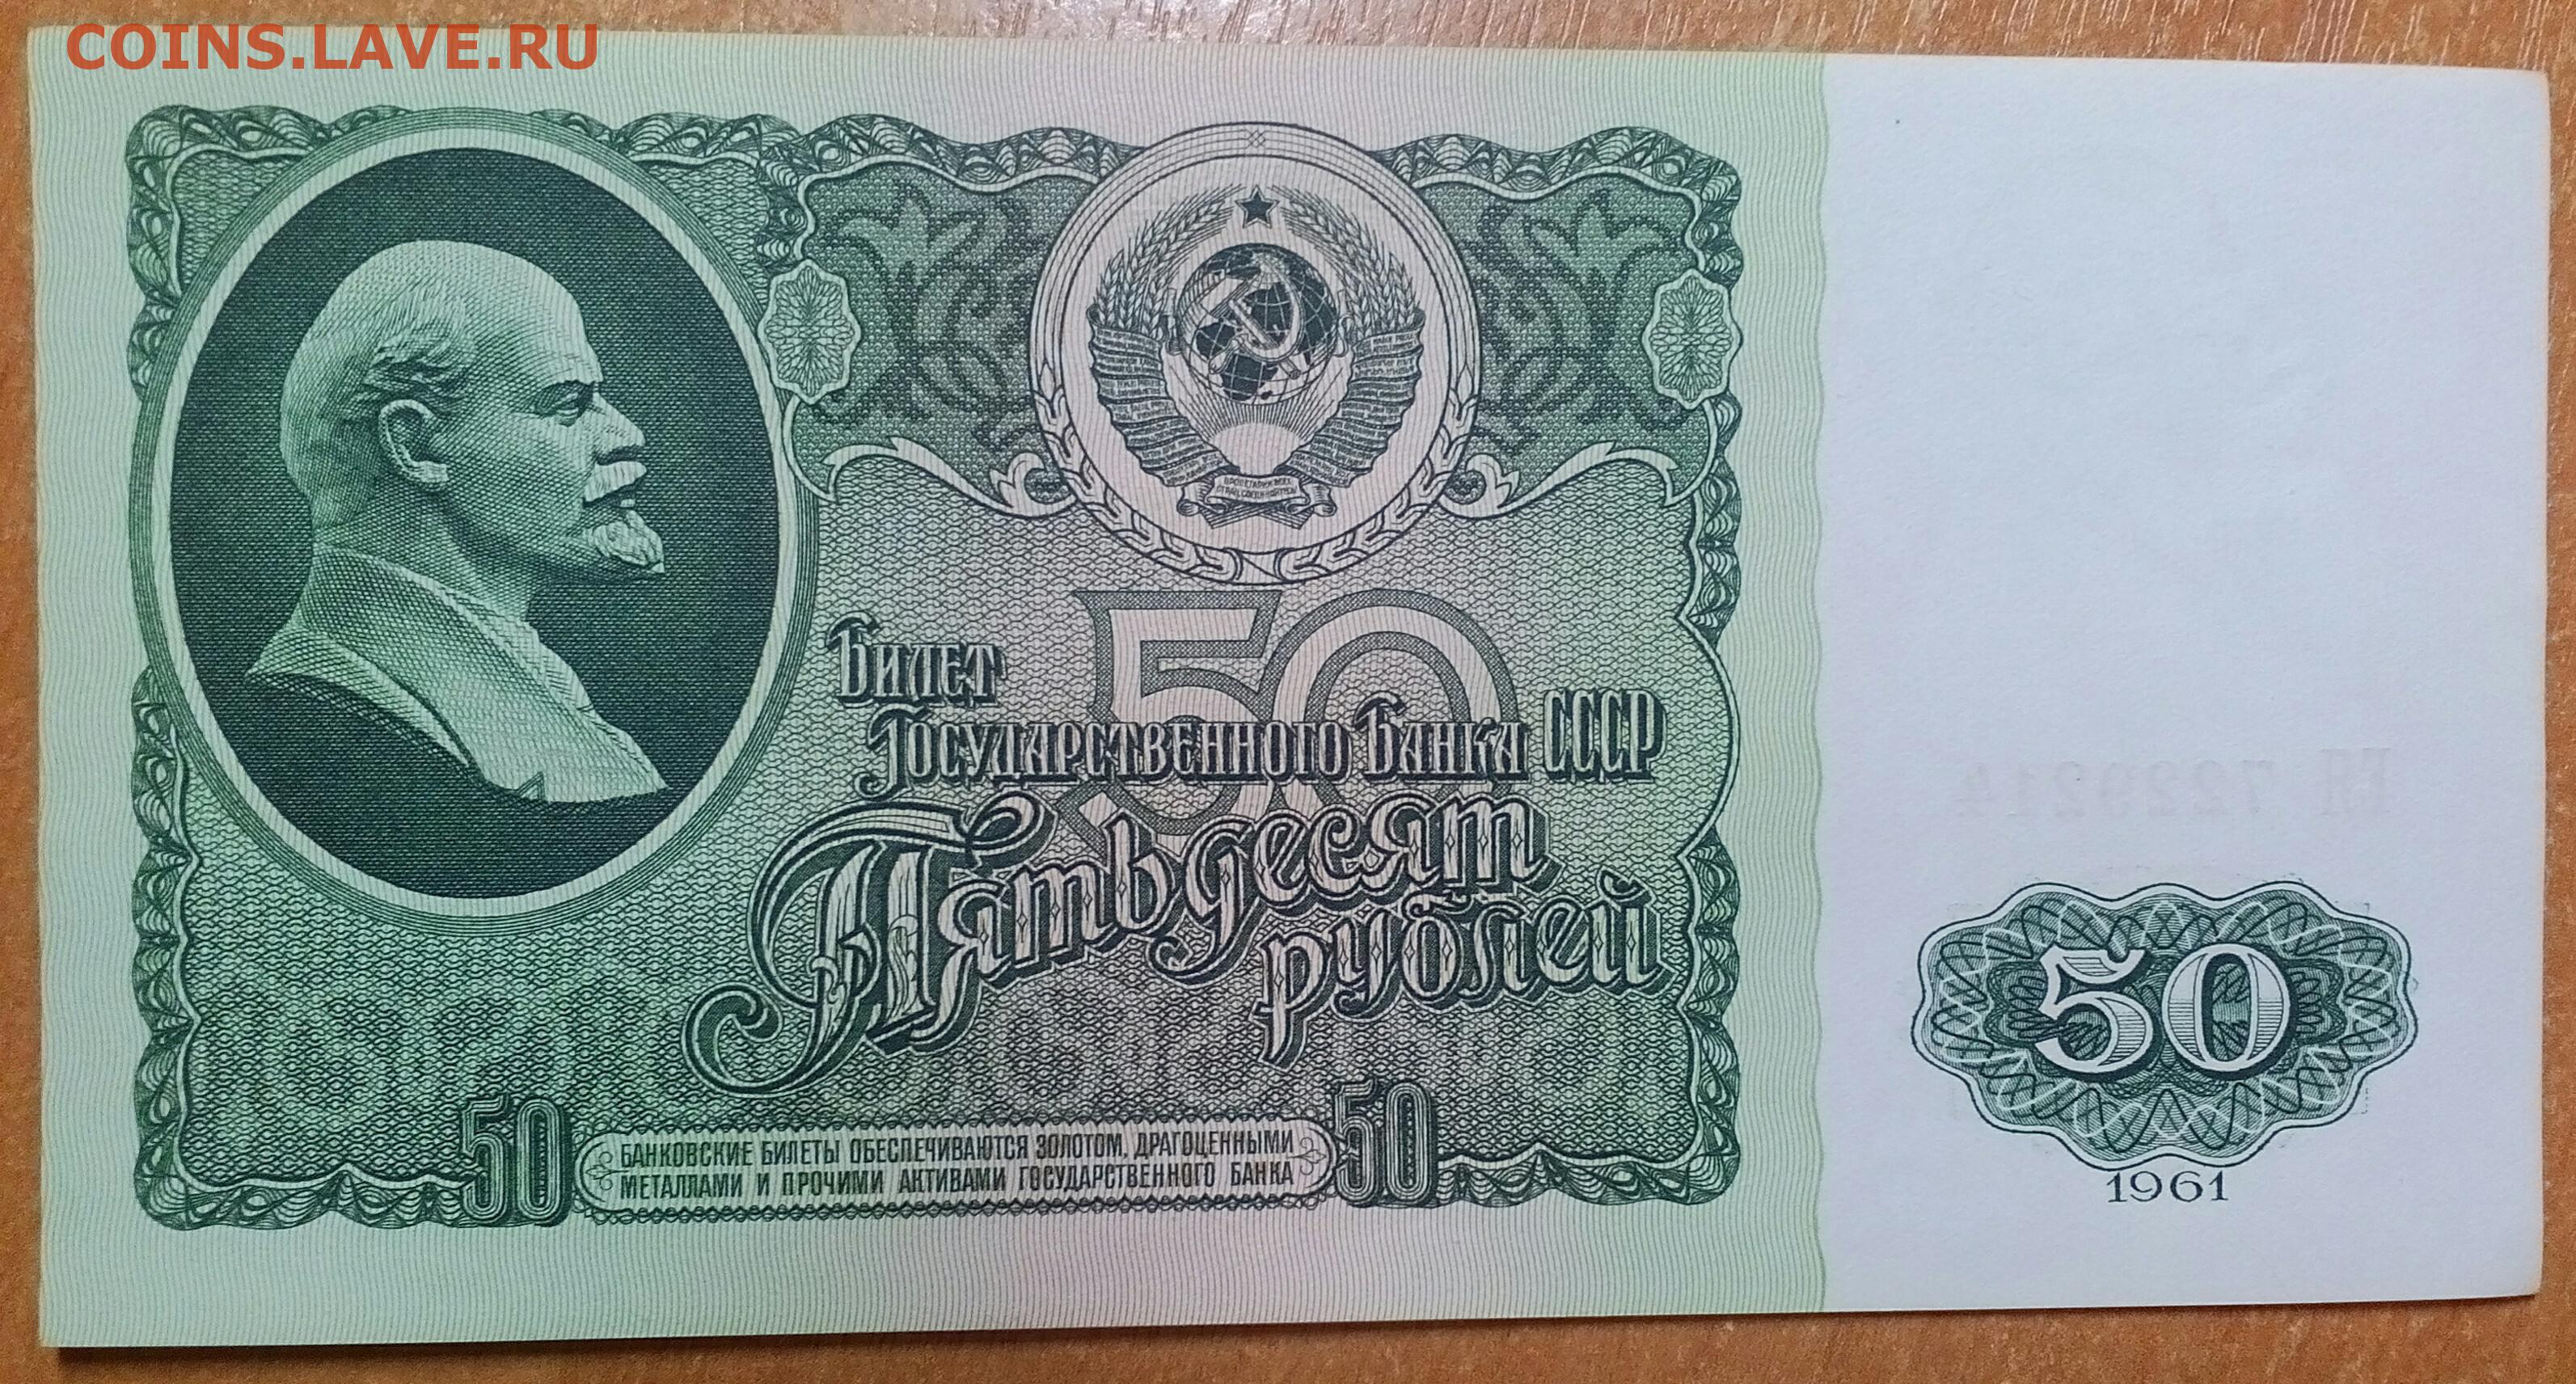 COINS.LAVE.RU
Билет
Государственного Банка СССР
50
Пятьдесят
рублей
7229214
50
1961
50
50
БАНКОВСКИЕ БИЛЕТЫ ОБЕСПЕЧИВАЮТСЯ ЗОЛОТОМ, ДРАГОЦЕННЫМИ
МЕТАЛЛАМИ И ПРОЧИМИ АКТИВАМИ ГОСУДАРСТВЕННОГО БАНКА